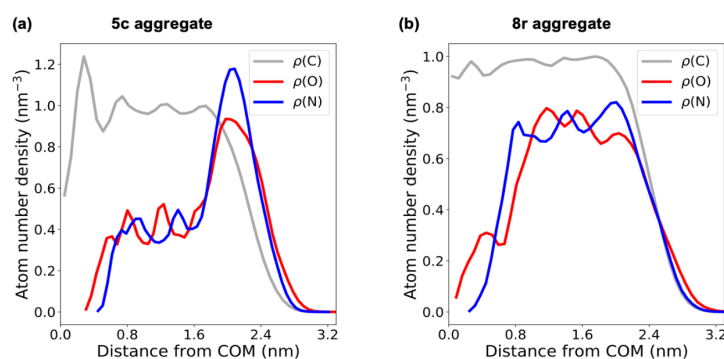 (a) 5c aggregate
Atom number density (nm⁻³)
1.2
1.0
0.8
0.6
0.4
0.2
0.0
ρ(C)
ρ(O)
ρ(N)
0.0 0.8 1.6 2.4 3.2
Distance from COM (nm)
(b) 8r aggregate
Atom number density (nm⁻³)
1.0
0.8
0.6
0.4
0.2
0.0
ρ(C)
ρ(O)
ρ(N)
0.0 0.8 1.6 2.4 3.2
Distance from COM (nm)